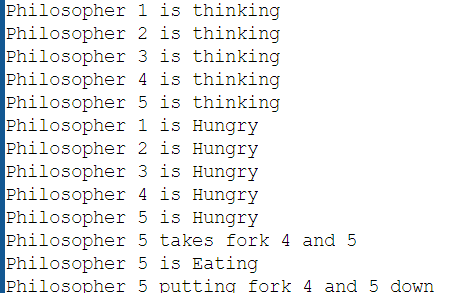 Philosopher 1 is thinking
Philosopher 2 is thinking
Philosopher 3 is thinking
Philosopher 4 is thinking
Philosopher 5 is thinking
Philosopher 1 is Hungry
Philosopher 2 is Hungry
Philosopher 3 is Hungry
Philosopher 4 is Hungry
Philosopher 5 is Hungry
Philosopher 5 takes fork 4 and 5
Philosopher 5 is Eating
Philosopher 5 putting fork 4 and 5 down